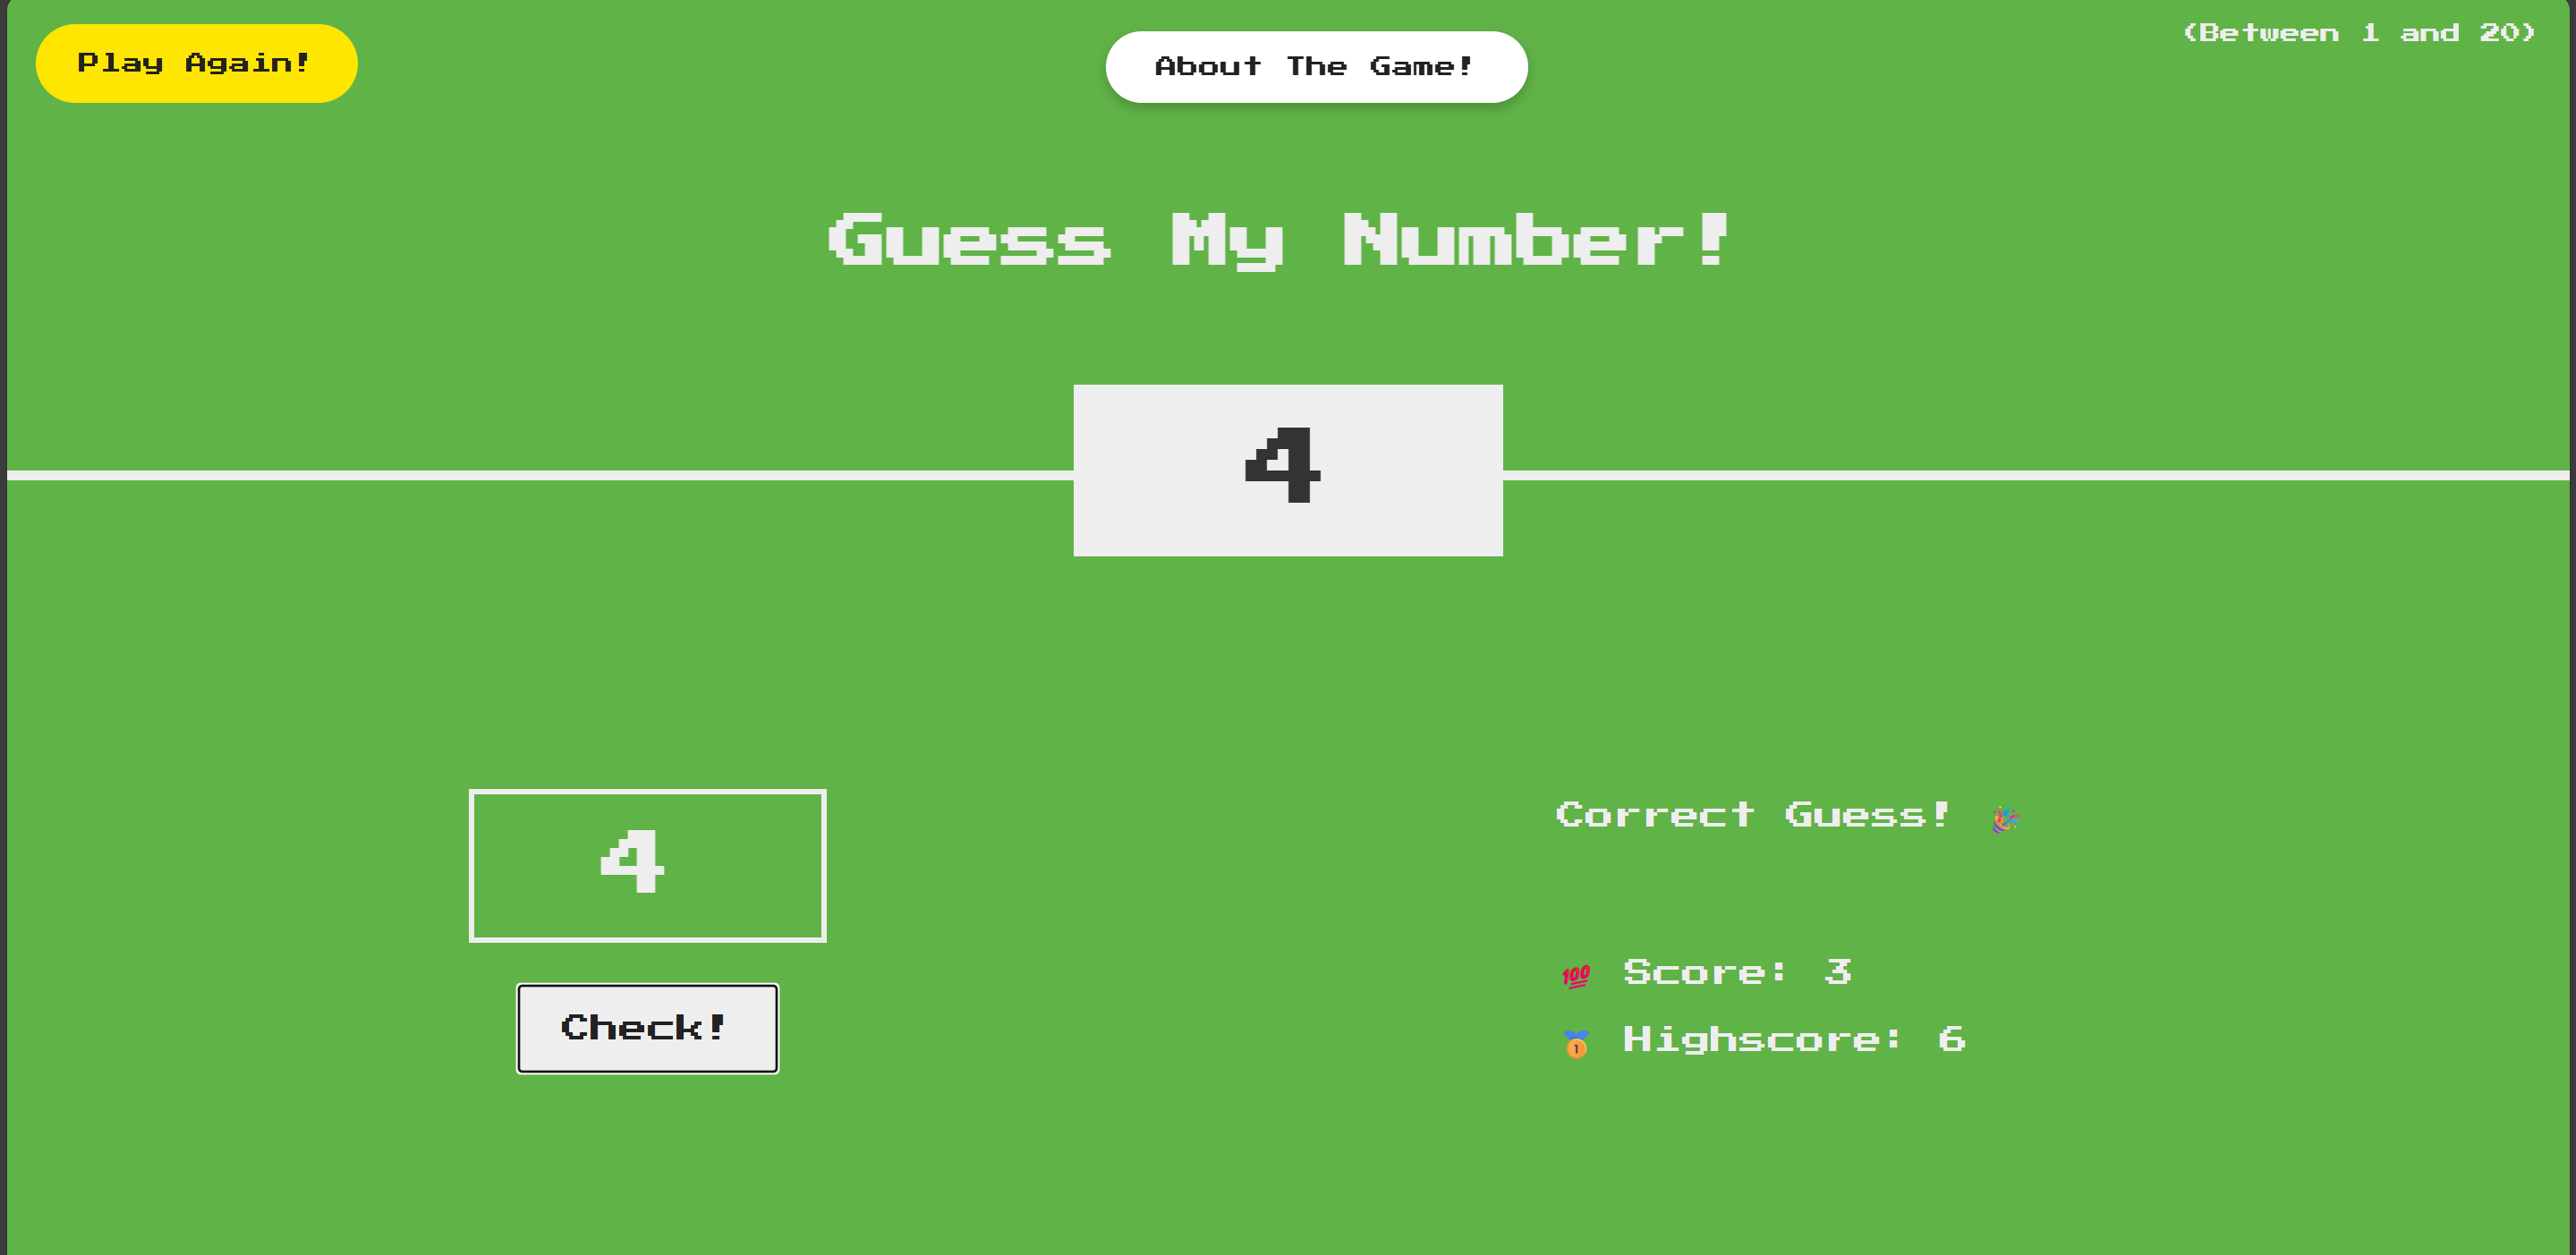 Play Again!
About The Game!
(Between 1 and 20)
Guess My Number!
4
4
Check!
Correct Guess! 🎉
💯 Score: 3
🥇 Highscore: 6